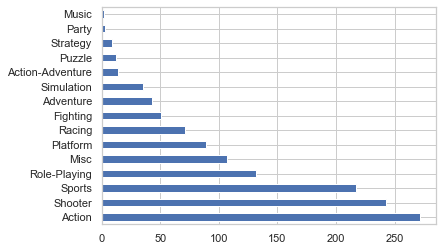 Music
Party
Strategy
Puzzle
Action-Adventure
Simulation
Adventure
Fighting
Racing
Platform
Misc
Role-Playing
Sports
Shooter
Action
0 50 100 150 200 250